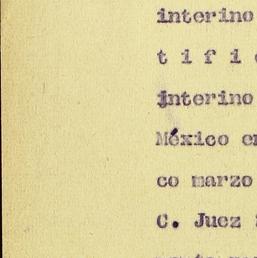 interino
t i f i
interino
México en
co marzo
C. Juez